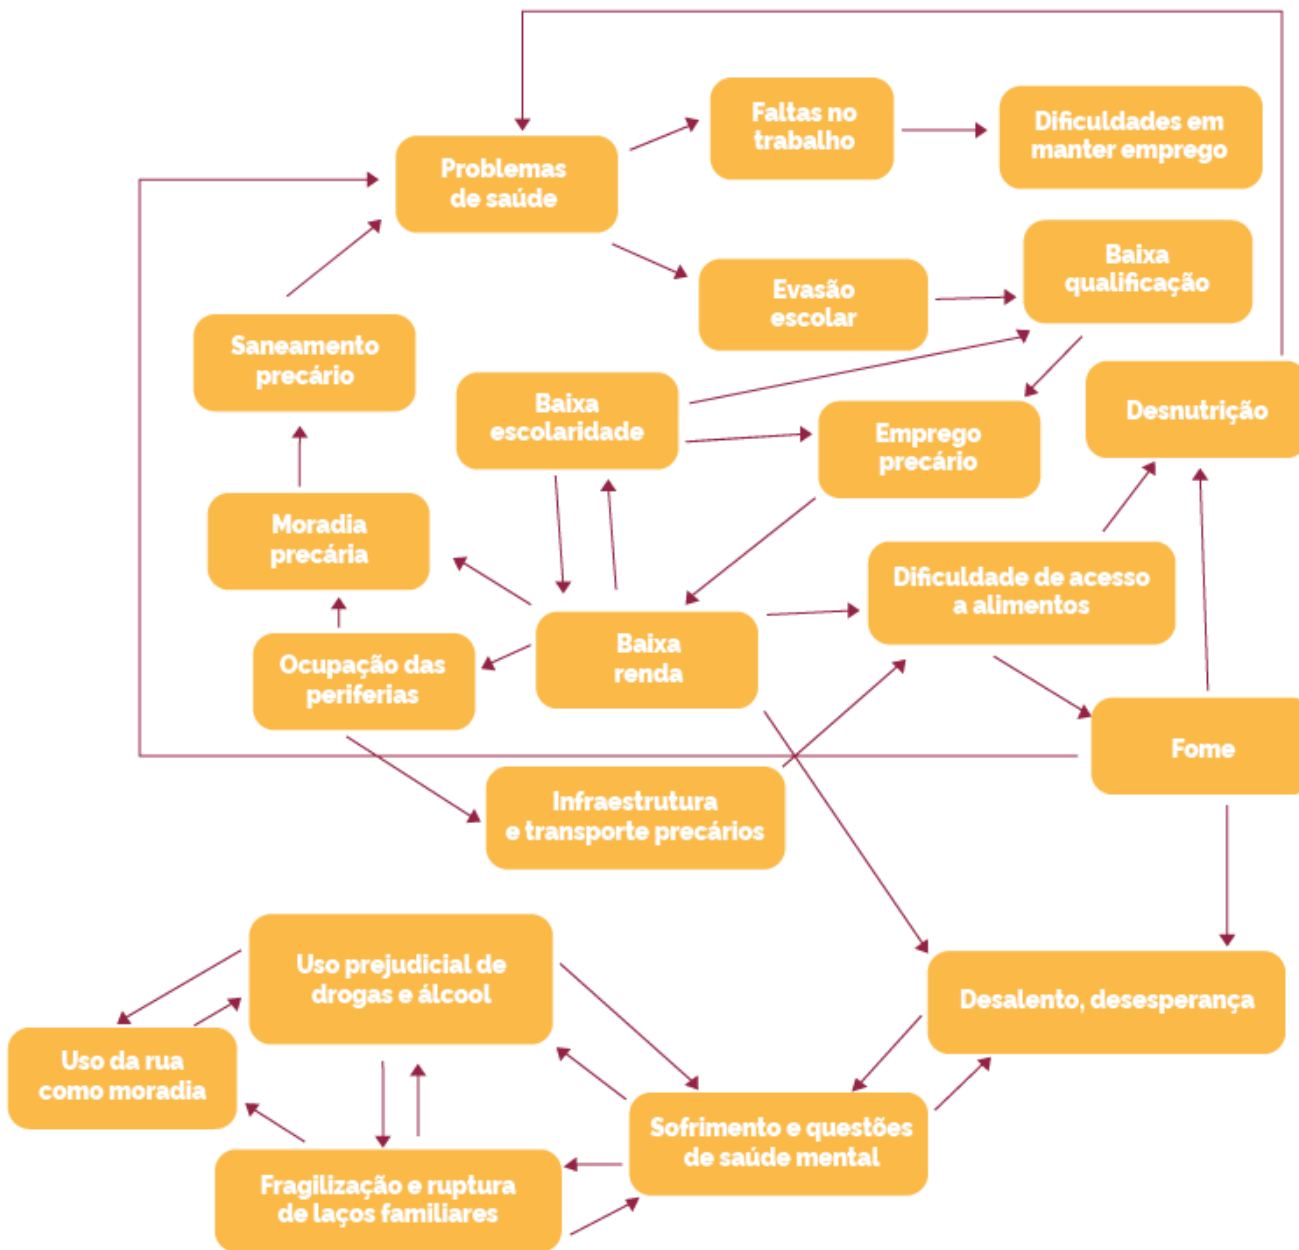 Faltas no
trabalho
Dificuldades em
manter emprego
Problemas
de saúde
Baixa
qualificação
Evasão
escolar
Saneamento
precário
Baixa
escolaridade
Desnutrição
Emprego
precário
Moradia
precária
Dificuldade de acesso
a alimentos
Baixa
renda
Ocupação das
periferias
Fome
Infraestrutura
e transporte precários
Uso prejudicial de
drogas e álcool
Desalento, desesperança
Uso da rua
como moradia
Sofrimento e questões
de saúde mental
Fragilização e ruptura
de laços familiares